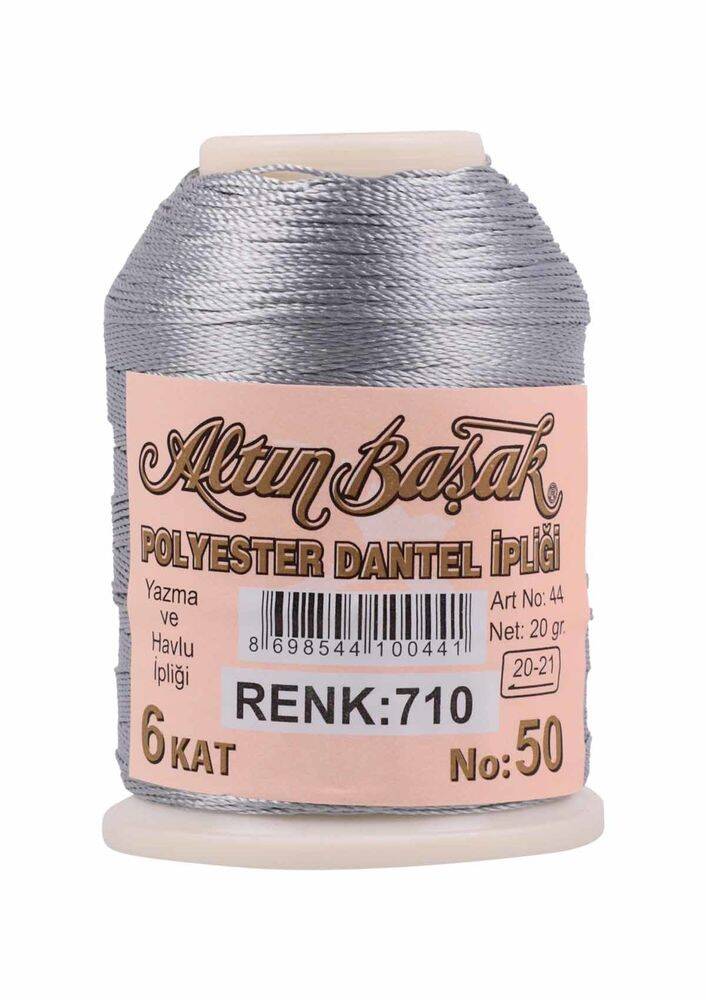 Altın Başak ®
POLYESTER DANTEL İPLİĞİ
Yazma
ve
Havlu
İpliği
8 698544 100441
Art No: 44
Net: 20 gr.
20-21
RENK:710
6 KAT
No: 50